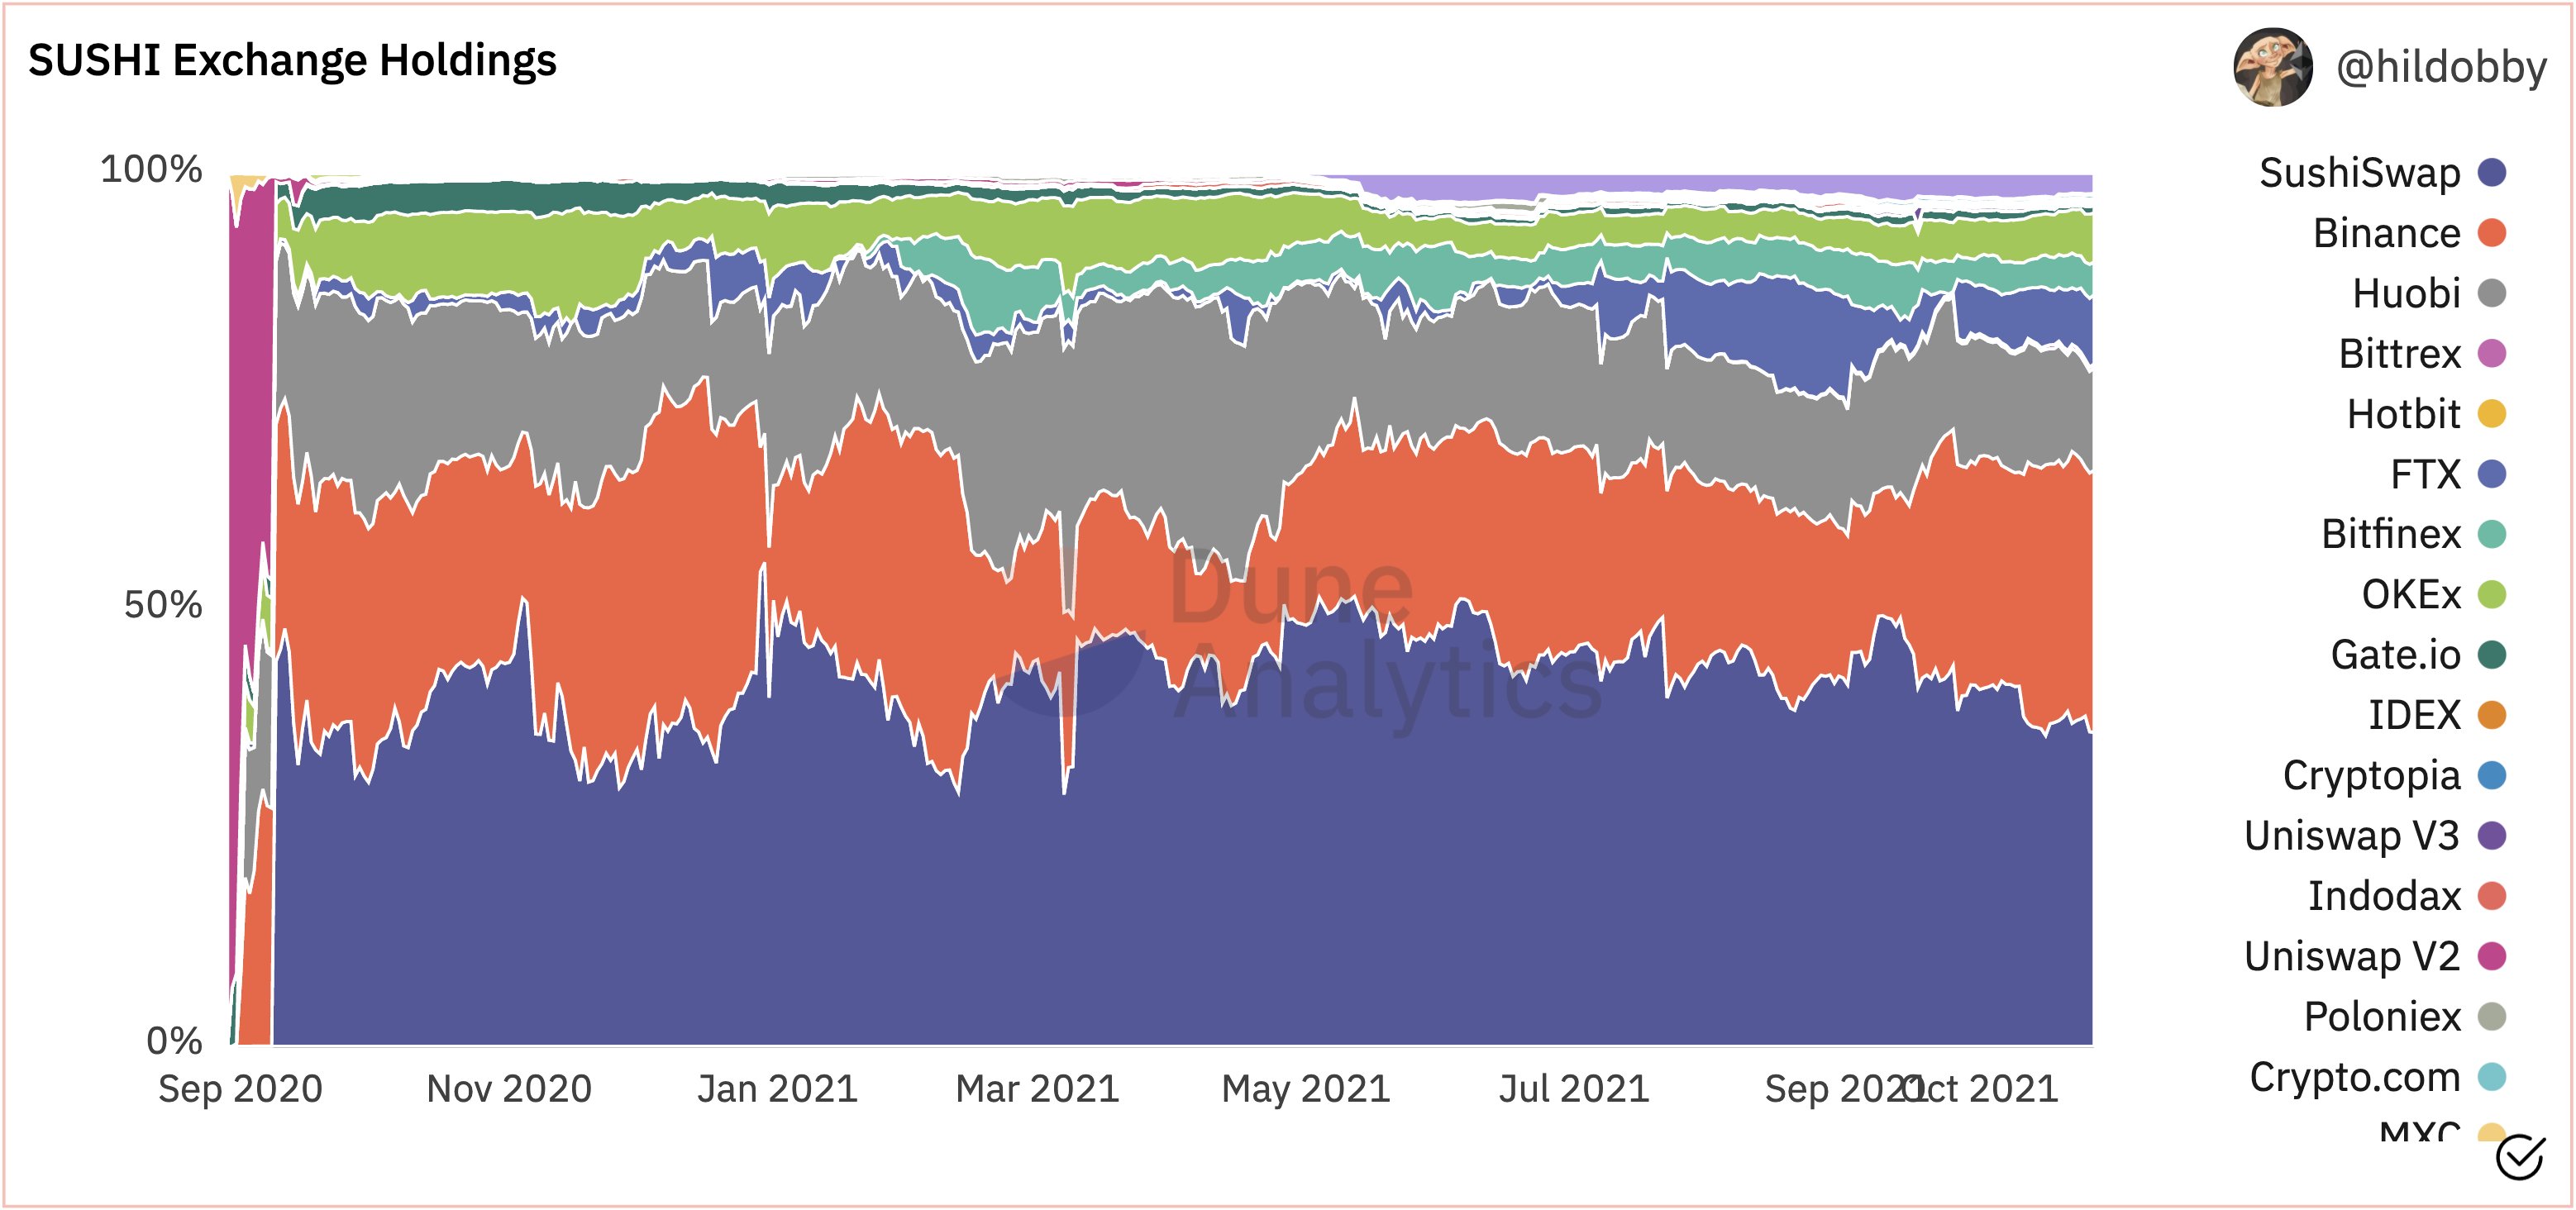 SUSHI Exchange Holdings
@hildobby
100%
50%
0%
Sep 2020
Nov 2020
Jan 2021
Mar 2021
May 2021
Jul 2021
Sep 2021
Oct 2021
Dune
Analytics
SushiSwap
Binance
Huobi
Bittrex
Hotbit
FTX
Bitfinex
OKEx
Gate.io
IDEX
Cryptopia
Uniswap V3
Indodax
Uniswap V2
Poloniex
Crypto.com
MXC